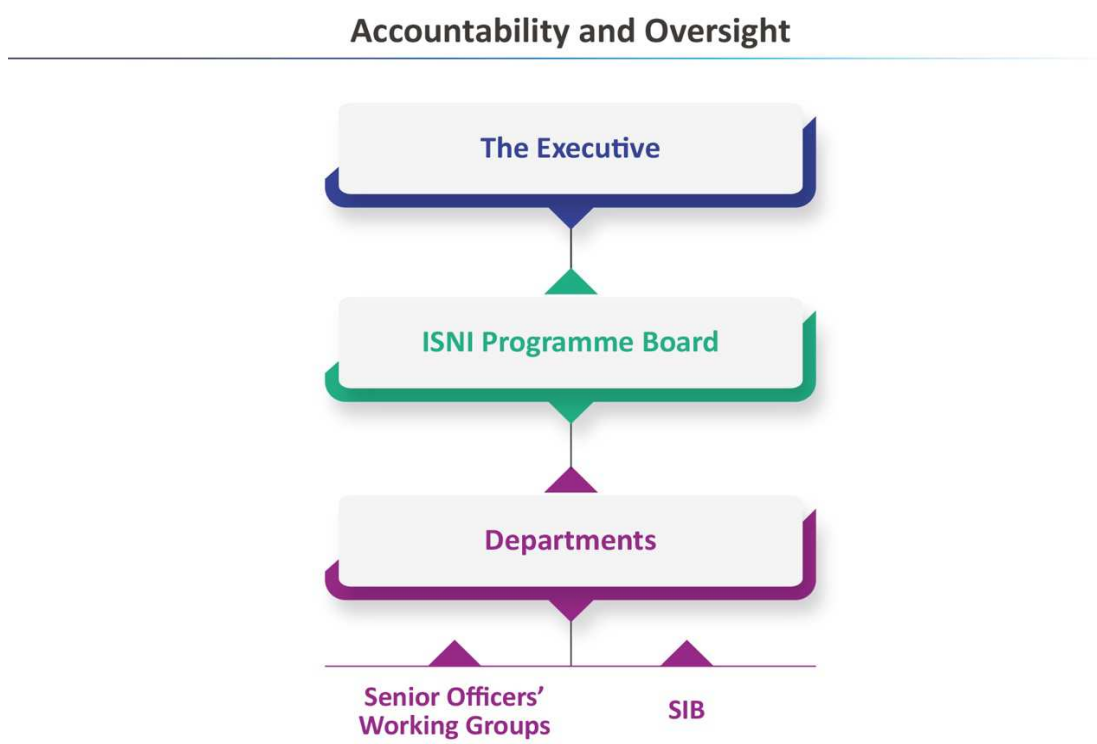 Accountability and Oversight
The Executive
ISNI Programme Board
Departments
Senior Officers’
Working Groups
SIB